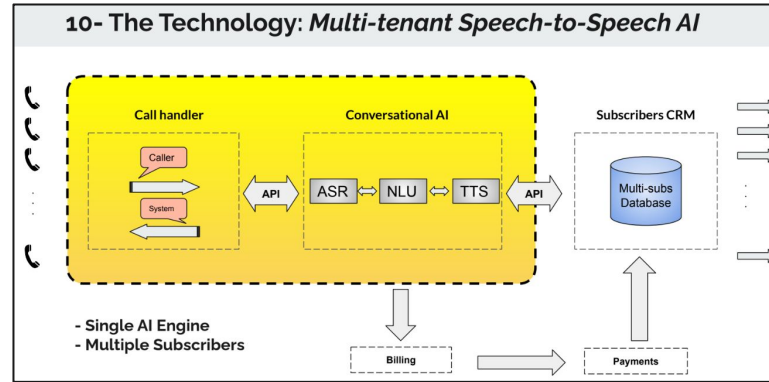 10- The Technology: Multi-tenant Speech-to-Speech AI
Call handler
Conversational AI
Subscribers CRM
Caller
System
API
ASR
NLU
TTS
API
Multi-subs
Database
- Single AI Engine
- Multiple Subscribers
Billing
Payments